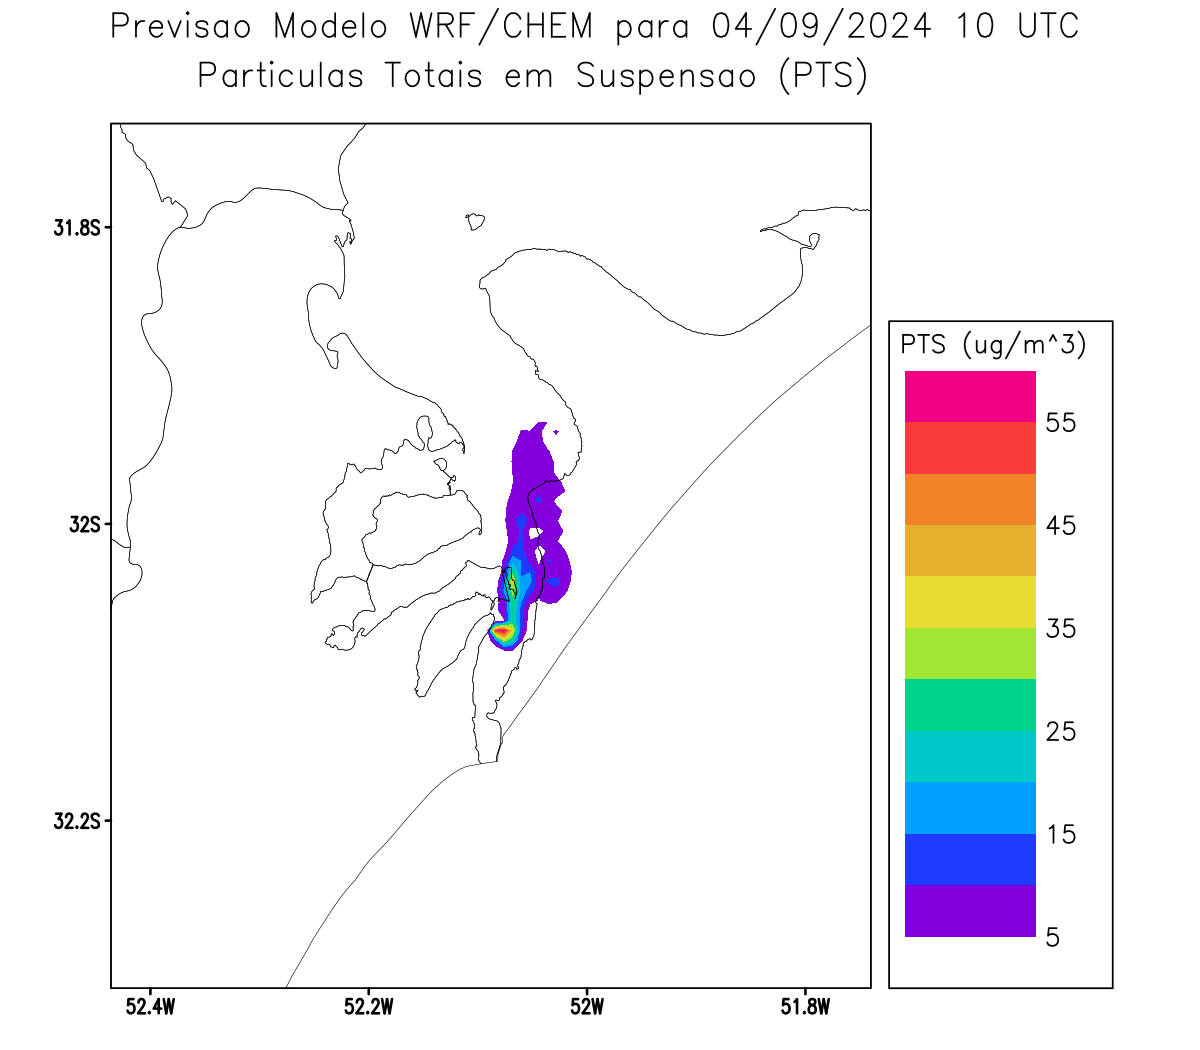 Previsao Modelo WRF/CHEM para 04/09/2024 10 UTC
Particulas Totais em Suspensao (PTS)
31.8S
32S
32.2S
52.4W
52.2W
52W
51.8W
PTS (ug/m^3)
55
45
35
25
15
5